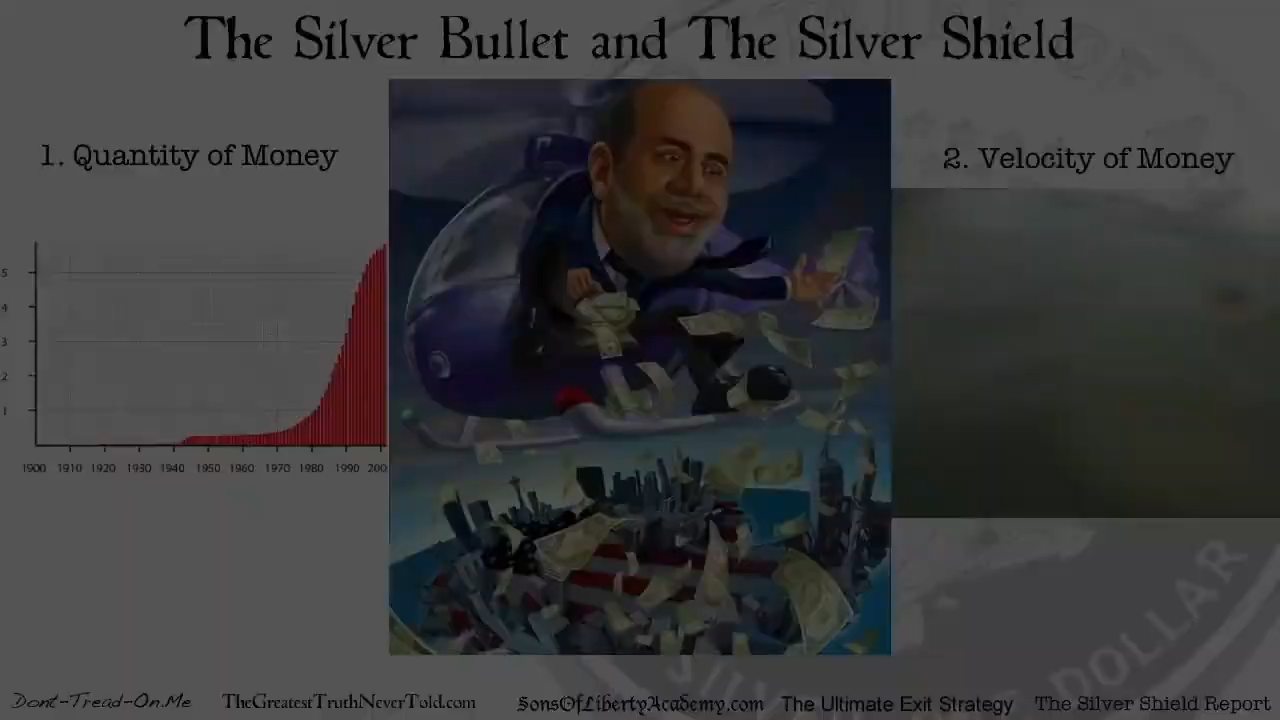 The Silver Bullet and The Silver Shield
1. Quantity of Money
2. Velocity of Money
5
4
3
2
1
1900 1910 1920 1930 1940 1950 1960 1970 1980 1990 200
DOLLAR
Dont-Tread-On.Me TheGreatestTruthNeverTold.com SonsOfLibertyAcademy.com The Ultimate Exit Strategy The Silver Shield Report